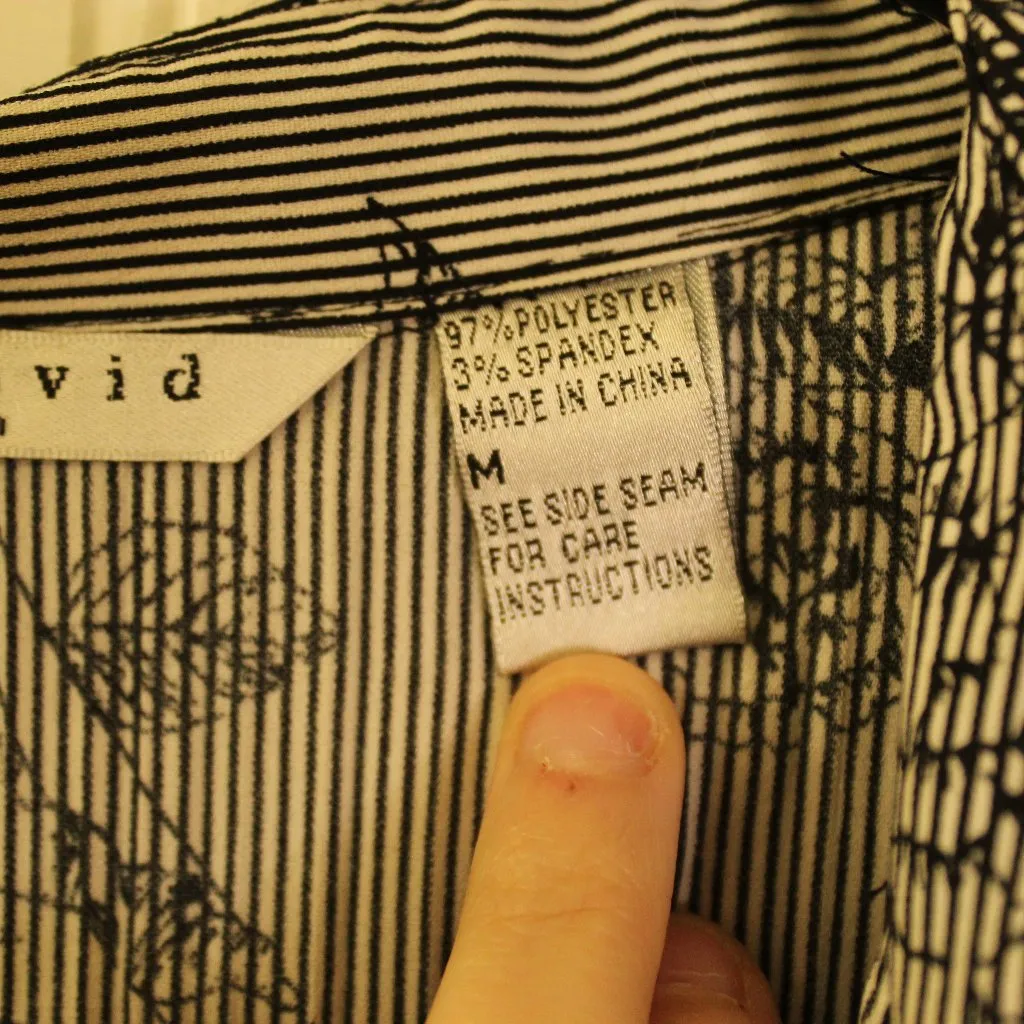 vid
97% POLYESTER
3% SPANDEX
MADE IN CHINA
M
SEE SIDE SEAM
FOR CARE
INSTRUCTIONS